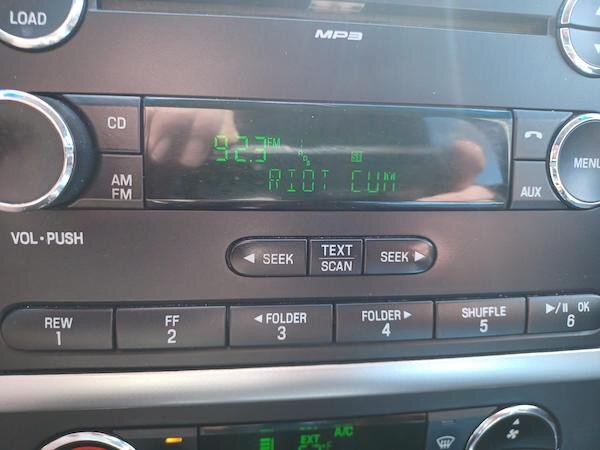 LOAD
MP3
CD
92.3 FM ST
AM
FM
RIOT CUM
MENU
AUX
VOL•PUSH
◄ SEEK
TEXT
SCAN
SEEK ►
REW
1
FF
2
◄ FOLDER
3
FOLDER ►
4
SHUFFLE
5
►/II OK
6
A/C
EXT